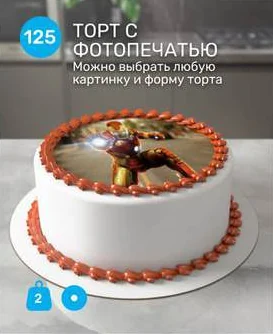 125
ТОРТ С
ФОТОПЕЧАТЬЮ
Можно выбрать любую
картинку и форму торта
2